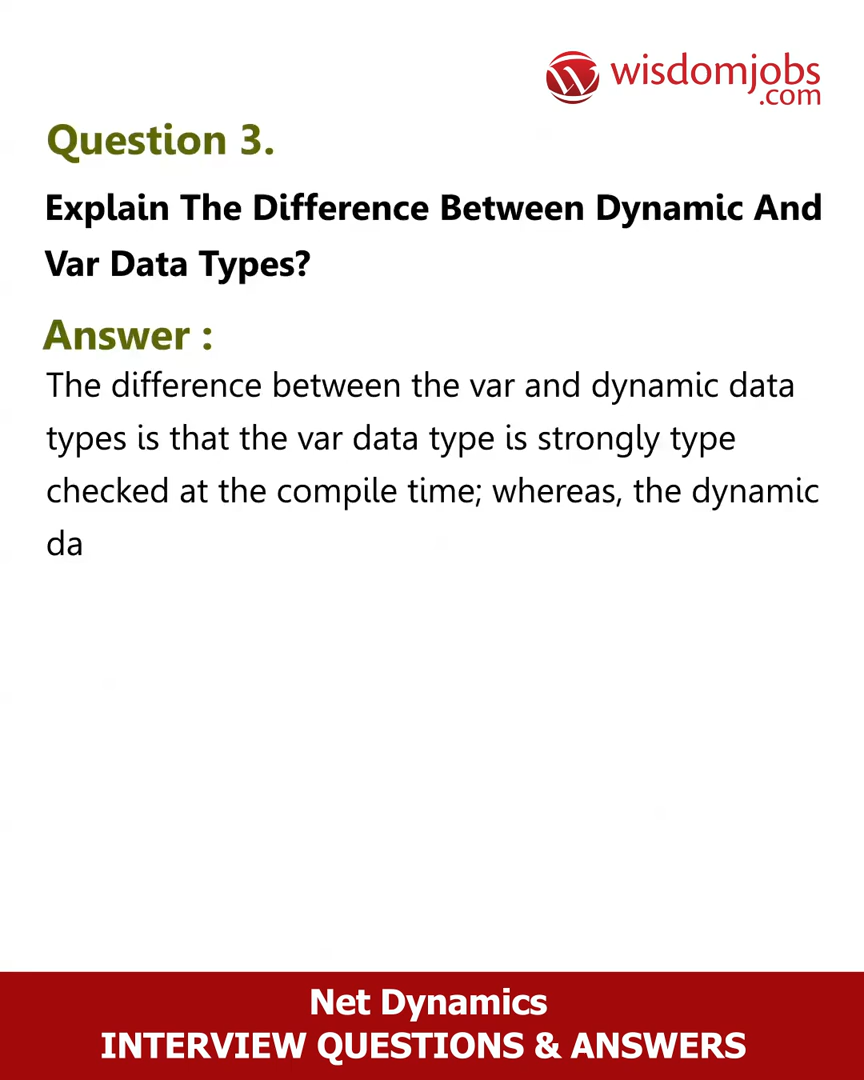 wisdomjobs
.com
Question 3.
Explain The Difference Between Dynamic And
Var Data Types?
Answer :
The difference between the var and dynamic data
types is that the var data type is strongly type
checked at the compile time; whereas, the dynamic
da
Net Dynamics
INTERVIEW QUESTIONS & ANSWERS